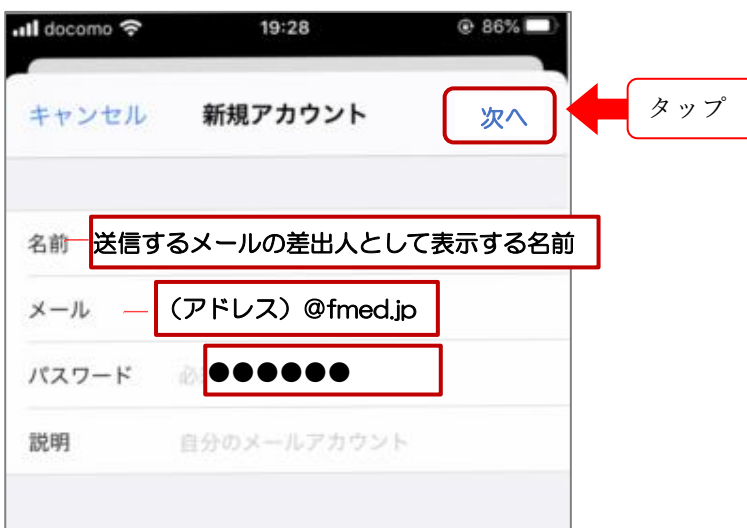 docomo 19:28 86%
キャンセル 新規アカウント 次へ タップ
名前 送信するメールの差出人として表示する名前
メール (アドレス)@fmed.jp
パスワード 必 ●●●●●●
説明 自分のメールアカウント